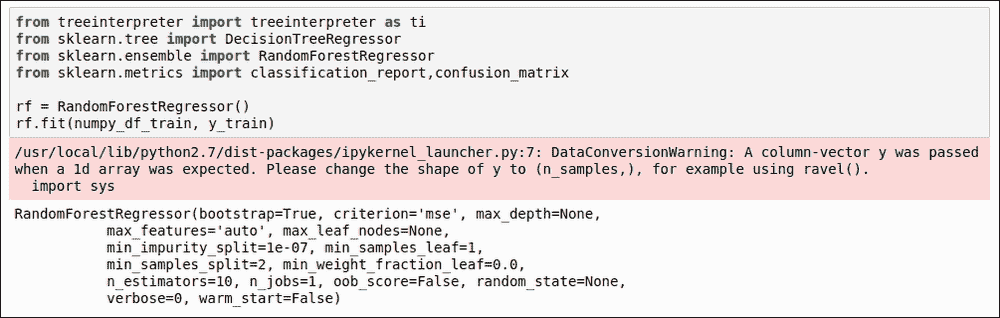 from treeinterpreter import treeinterpreter as ti
from sklearn.tree import DecisionTreeRegressor
from sklearn.ensemble import RandomForestRegressor
from sklearn.metrics import classification_report,confusion_matrix

rf = RandomForestRegressor()
rf.fit(numpy_df_train, y_train)

/usr/local/lib/python2.7/dist-packages/ipykernel_launcher.py:7: DataConversionWarning: A column-vector y was passed
when a 1d array was expected. Please change the shape of y to (n_samples,), for example using ravel().
  import sys

RandomForestRegressor(bootstrap=True, criterion='mse', max_depth=None,
           max_features='auto', max_leaf_nodes=None,
           min_impurity_split=1e-07, min_samples_leaf=1,
           min_samples_split=2, min_weight_fraction_leaf=0.0,
           n_estimators=10, n_jobs=1, oob_score=False, random_state=None,
           verbose=0, warm_start=False)